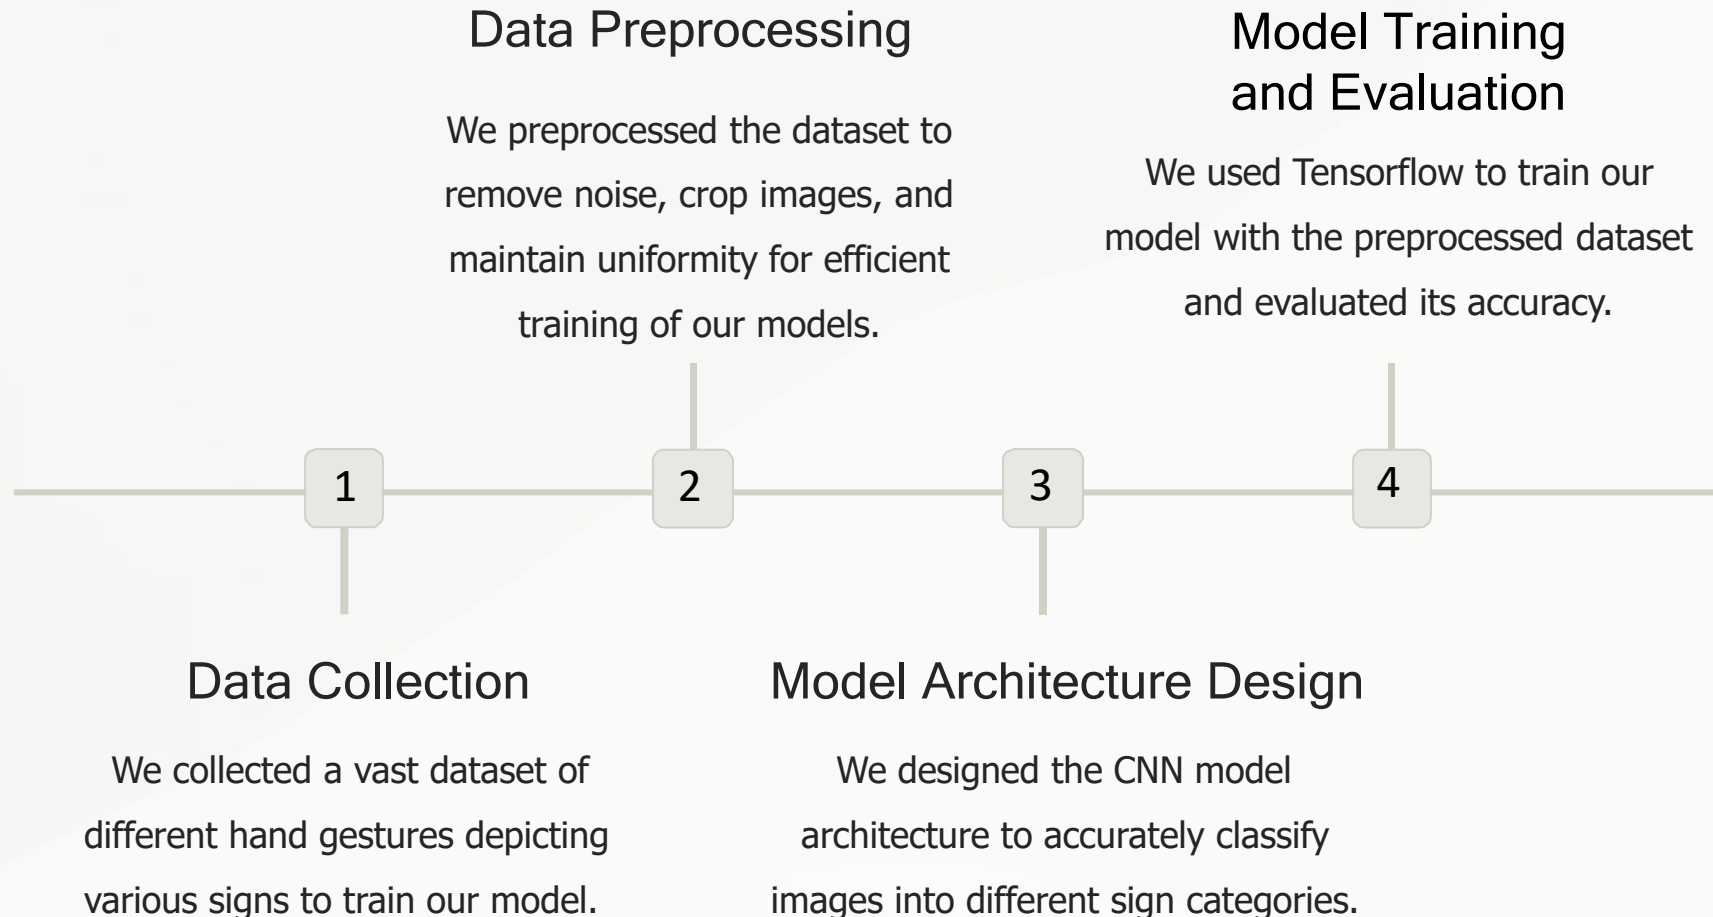 Data Preprocessing
We preprocessed the dataset to
remove noise, crop images, and
maintain uniformity for efficient
training of our models.
Model Training
and Evaluation
We used Tensorflow to train our
model with the preprocessed dataset
and evaluated its accuracy.
1
2
3
4
Data Collection
We collected a vast dataset of
different hand gestures depicting
various signs to train our model.
Model Architecture Design
We designed the CNN model
architecture to accurately classify
images into different sign categories.